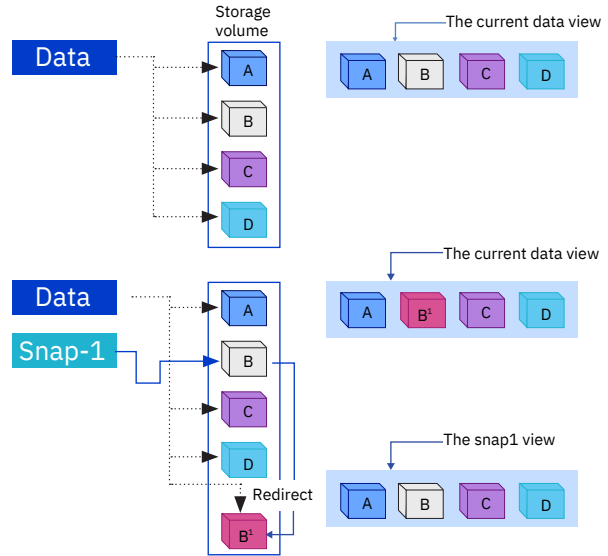 Storage
volume
The current data view
Data
A
B
C
D
A
B
C
D
The current data view
Data
Snap-1
A
B
C
D
B¹
Redirect
A
B¹
C
D
The snap1 view
A
B
C
D